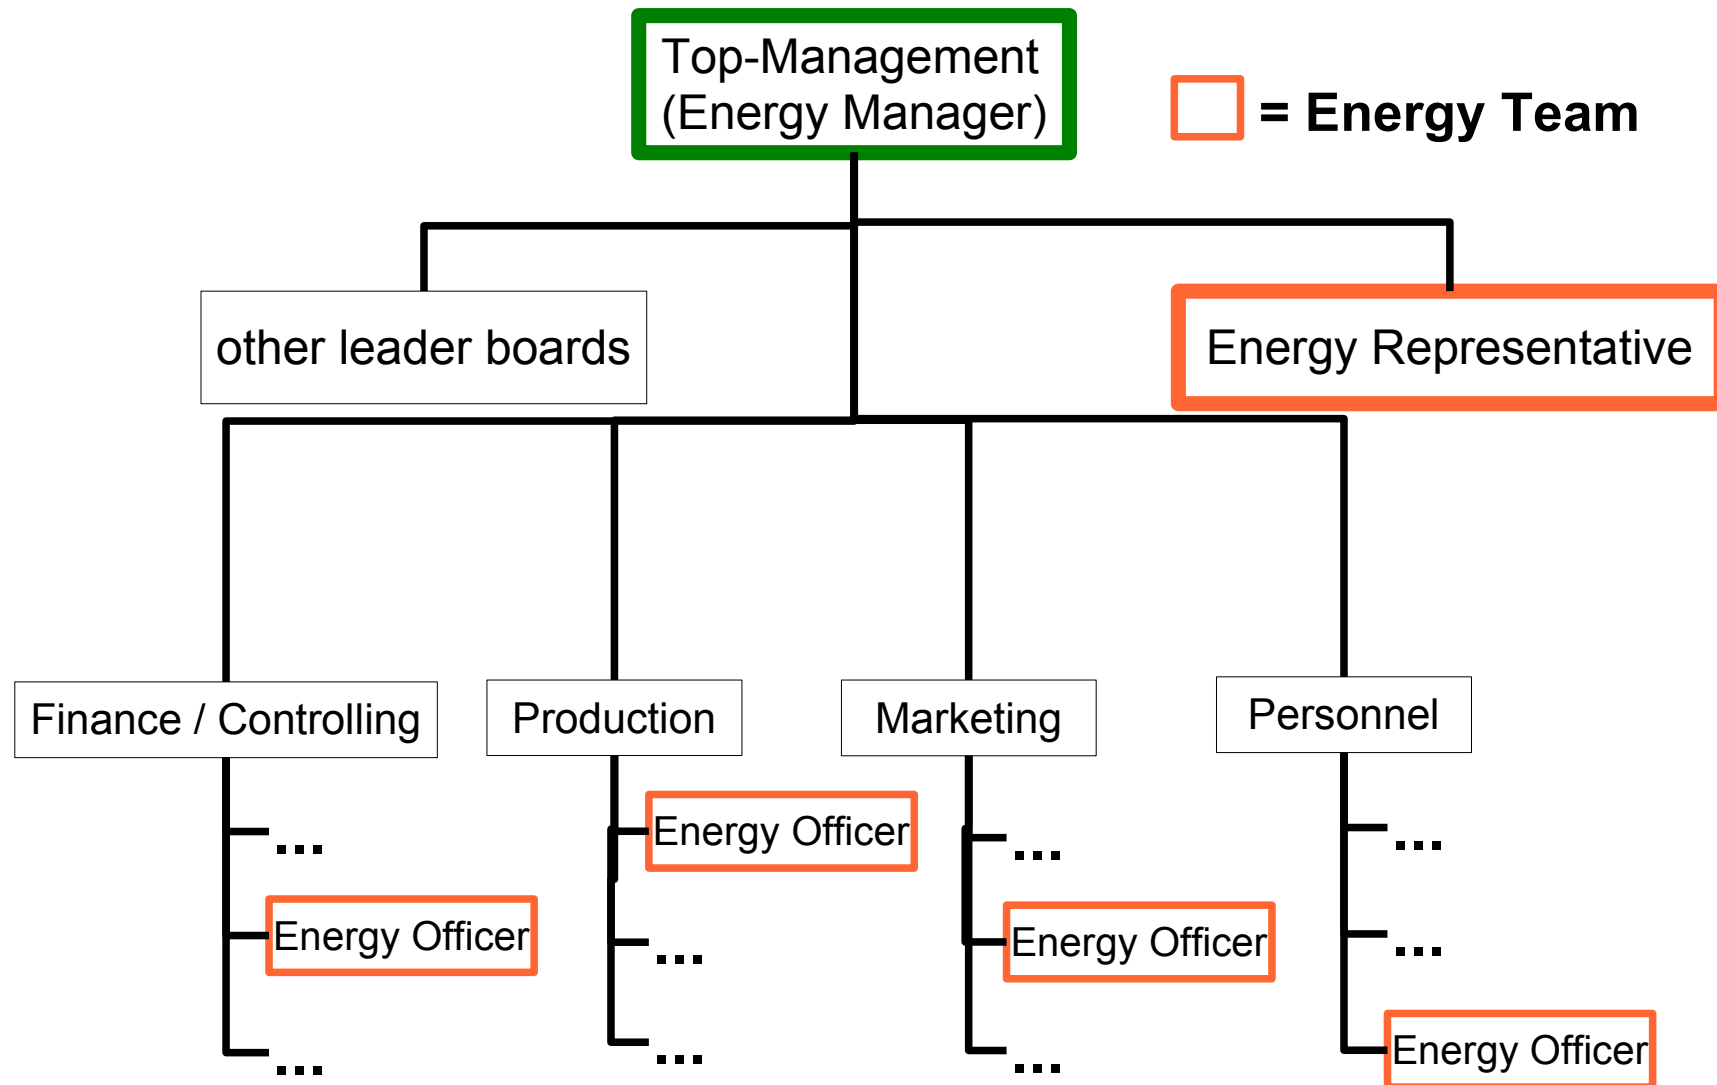 Top-Management
(Energy Manager)
= Energy Team
other leader boards
Energy Representative
Finance / Controlling
Production
Marketing
Personnel
...
Energy Officer
...
Energy Officer
...
...
...
Energy Officer
...
...
...
Energy Officer